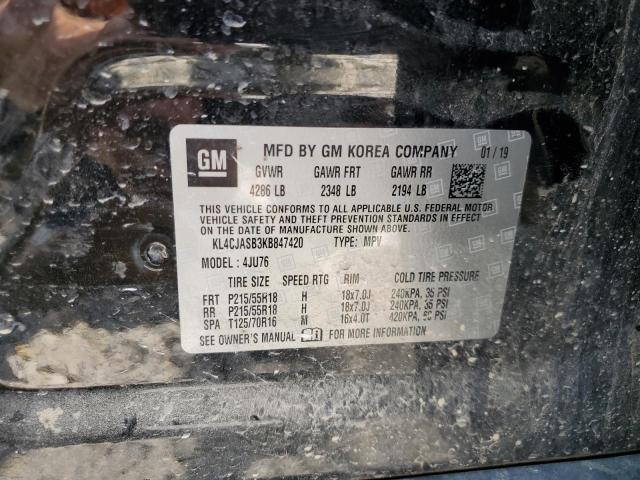 GM MFD BY GM KOREA COMPANY 01/19
GVWR GAWR FRT GAWR RR
4286 LB 2348 LB 2194 LB
THIS VEHICLE CONFORMS TO ALL APPLICABLE U.S. FEDERAL MOTOR
VEHICLE SAFETY AND THEFT PREVENTION STANDARDS IN EFFECT
ON THE DATE OF MANUFACTURE SHOWN ABOVE.
KL4CJASB3KB847420 TYPE: MPV
MODEL: 4JU76
TIRE SIZE SPEED RTG RIM COLD TIRE PRESSURE
FRT P215/55R18 H 18x7.0J 240KPA, 35 PSI
RR P215/55R18 H 18x7.0J 240KPA, 35 PSI
SPA T125/70R16 M 16x4.0T 420KPA, 60 PSI
SEE OWNER'S MANUAL FOR MORE INFORMATION